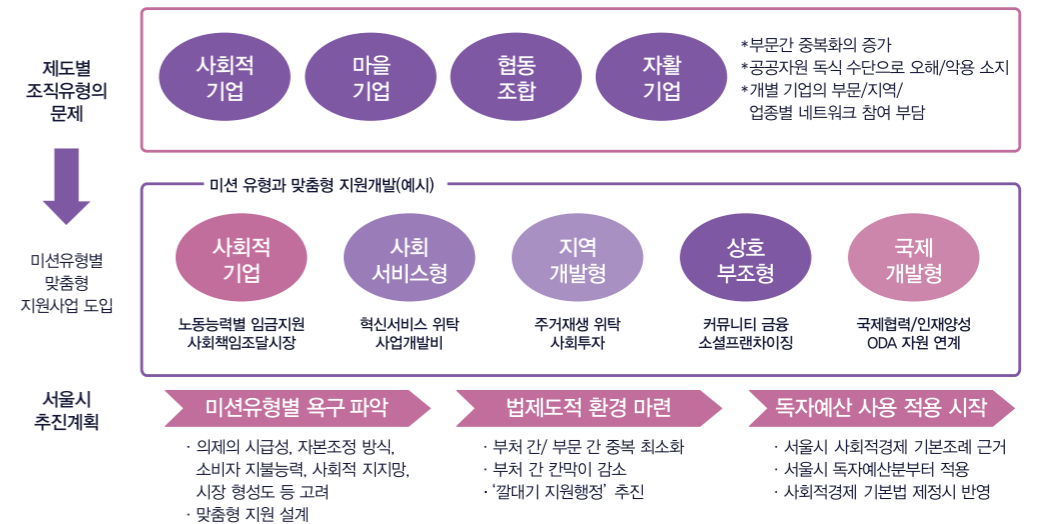 제도별
조직유형의
문제
사회적
기업
마을
기업
협동
조합
자활
기업
*부문간 중복화의 증가
*공공자원 독식 수단으로 오해/악용 소지
*개별 기업의 부문/지역/
업종별 네트워크 참여 부담
미션유형별
맞춤형
지원사업 도입
미션 유형과 맞춤형 지원개발(예시)
사회적
기업
사회
서비스형
지역
개발형
상호
부조형
국제
개발형
노동능력별 임금지원
사회책임조달시장
혁신서비스 위탁
사업개발비
주거재생 위탁
사회투자
커뮤니티 금융
소셜프랜차이징
국제협력/인재양성
ODA 자원 연계
서울시
추진계획
미션유형별 욕구 파악
· 의제의 시급성, 자본조정 방식,
소비자 지불능력, 사회적 지지망,
시장 형성도 등 고려
· 맞춤형 지원 설계
법제도적 환경 마련
· 부처 간/ 부문 간 중복 최소화
· 부처 간 칸막이 감소
· ‘깔대기 지원행정’ 추진
독자예산 사용 적용 시작
· 서울시 사회적경제 기본조례 근거
· 서울시 독자예산분부터 적용
· 사회적경제 기본법 제정시 반영